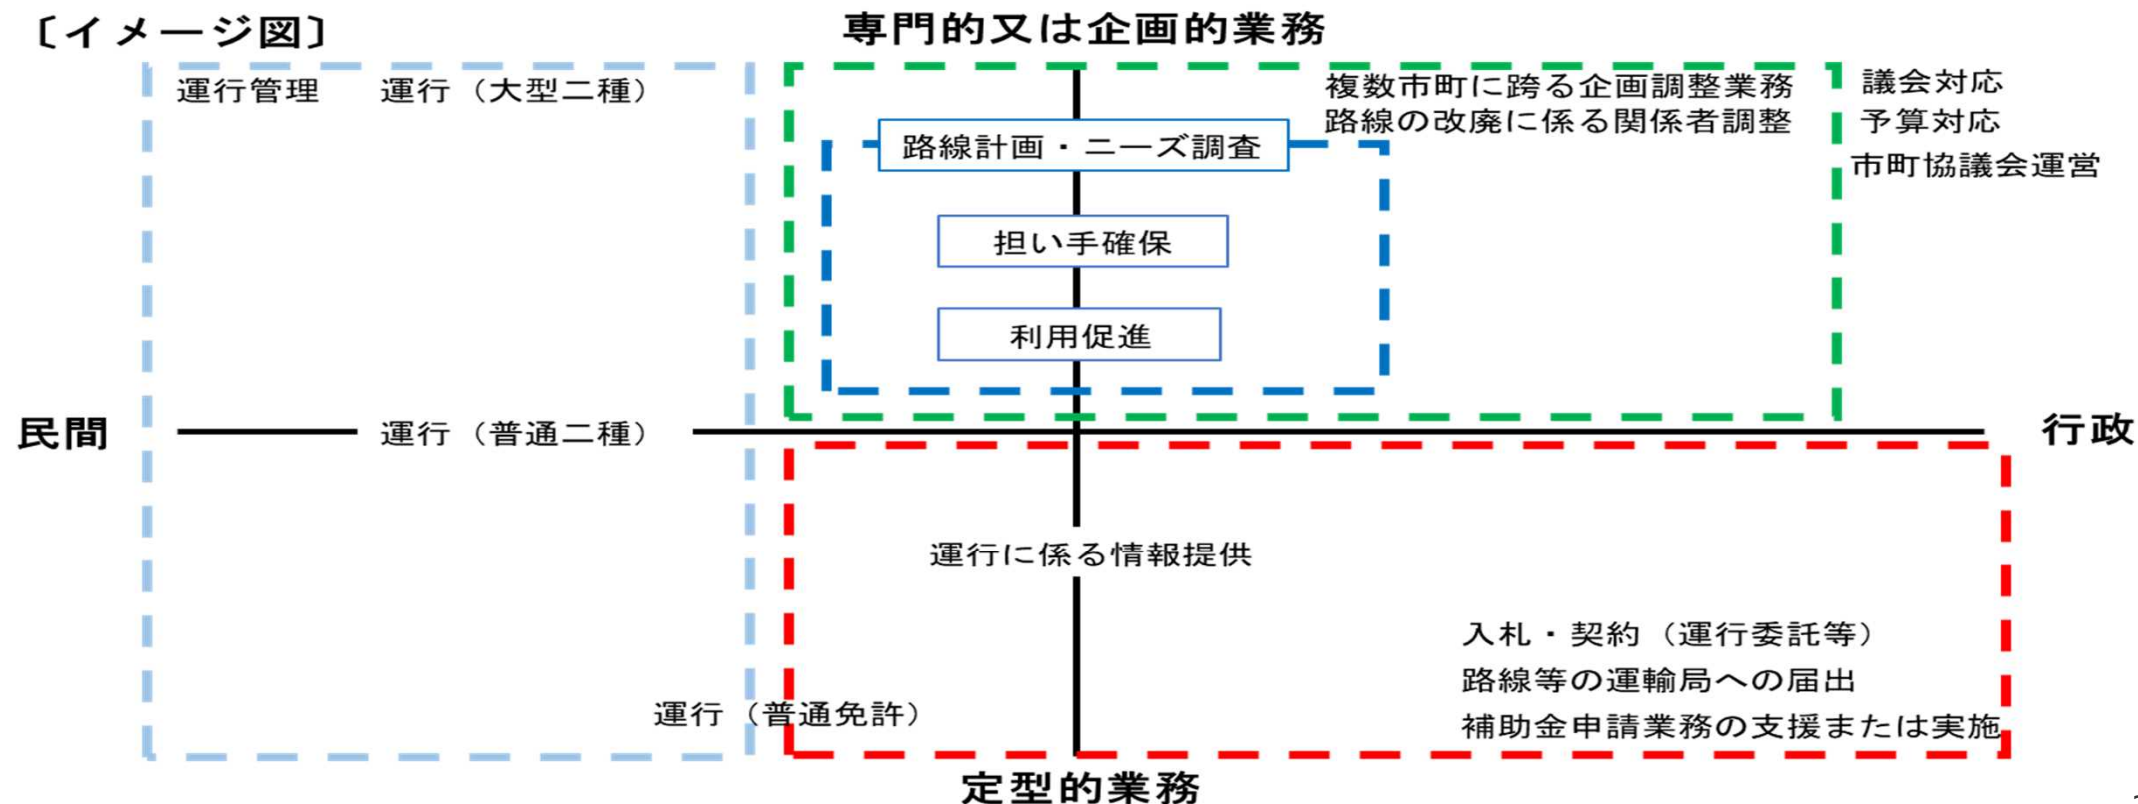 〔イメージ図〕
専門的又は企画的業務
運行管理　運行（大型二種）
複数市町に跨る企画調整業務
路線の改廃に係る関係者調整
議会対応
予算対応
市町協議会運営
路線計画・ニーズ調査
担い手確保
利用促進
民間
運行（普通二種）
行政
運行に係る情報提供
入札・契約（運行委託等）
路線等の運輸局への届出
補助金申請業務の支援または実施
運行（普通免許）
定型的業務